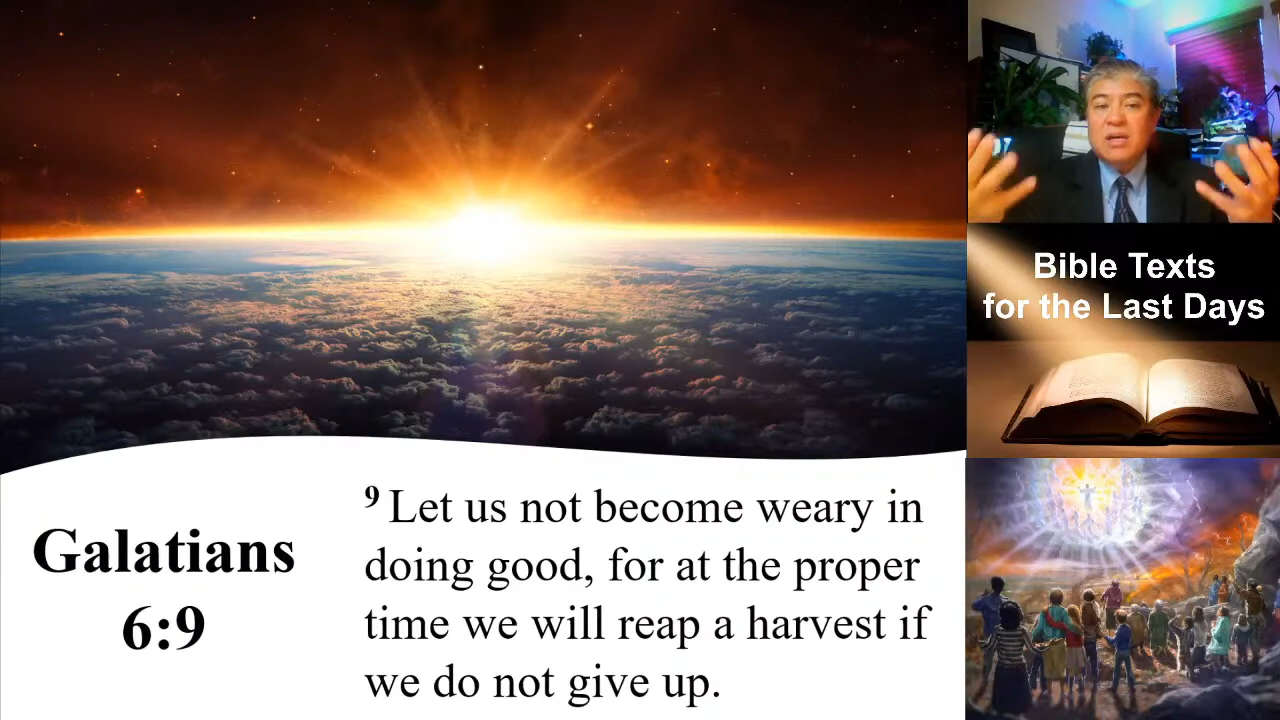 Bible Texts
for the Last Days
Galatians
6:9
9 Let us not become weary in
doing good, for at the proper
time we will reap a harvest if
we do not give up.